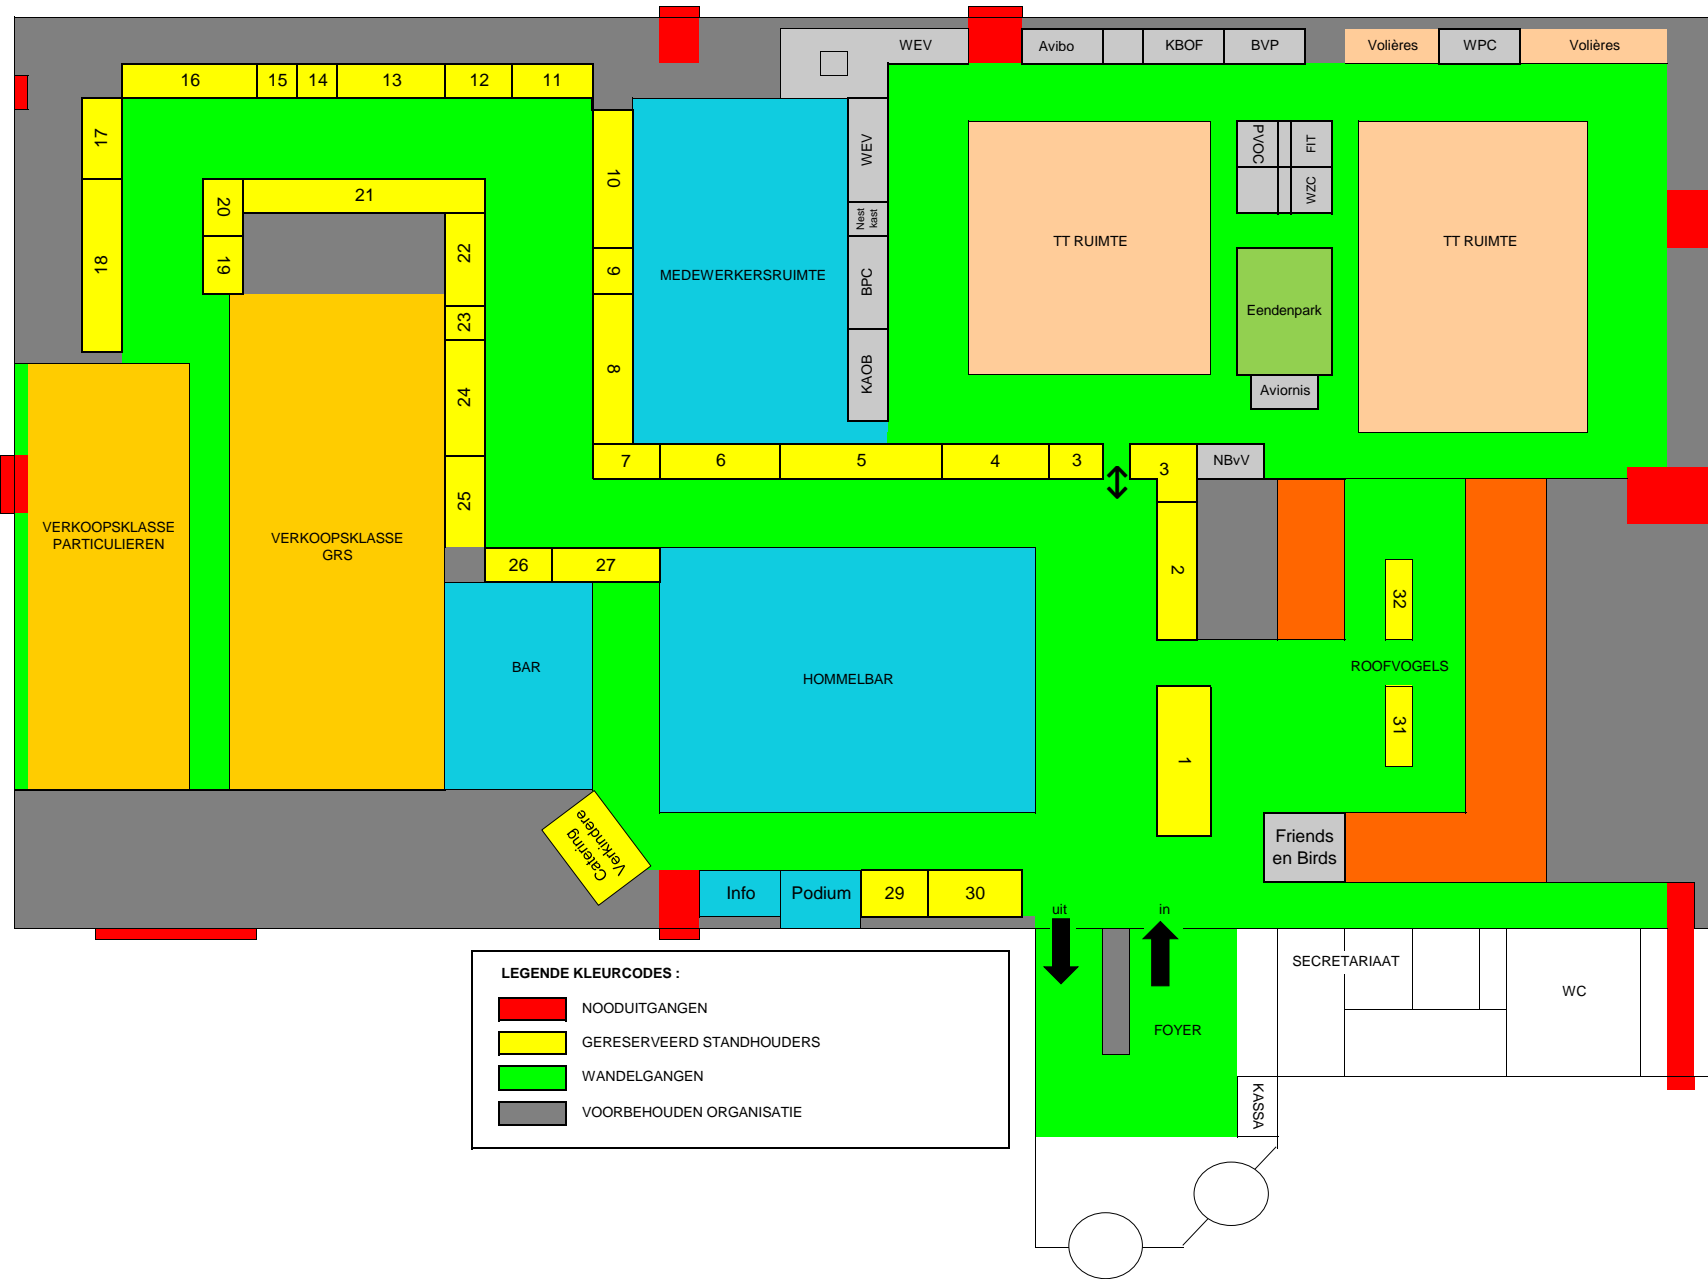 WEV
Avibo
KBOF
BVP
Volières
WPC
Volières
16
15
14
13
12
11
17
18
10
9
8
WEV
Nest
kast
BPC
KAOB
MEDEWERKERSRUIMTE
TT RUIMTE
PVOC
FIT
WZC
Eendenpark
Aviornis
TT RUIMTE
20
19
21
22
23
24
25
7
6
5
4
3
3
NBvV
2
VERKOOPSKLASSE
PARTICULIEREN
VERKOOPSKLASSE
GRS
26
27
BAR
HOMMELBAR
32
ROOFVOGELS
31
1
Friends
en Birds
Catering
Verkindere
Info
Podium
29
30
uit
in
SECRETARIAAT
WC
FOYER
KASSA
LEGENDE KLEURCODES :
NOODUITGANGEN
GERESERVEERD STANDHOUDERS
WANDELGANGEN
VOORBEHOUDEN ORGANISATIE